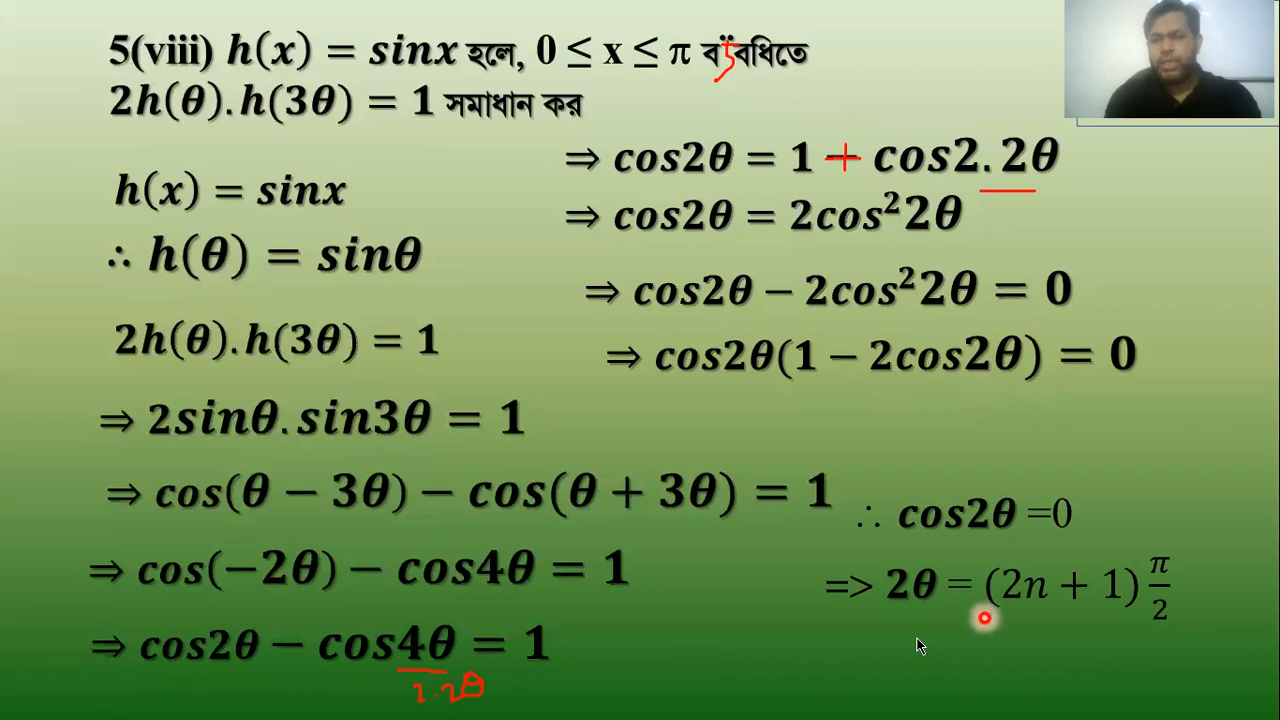 5(viii) h(x) = sinx হলে, 0 ≤ x ≤ π ব্যবধিতে
2h(θ).h(3θ) = 1 সমাধান কর
h(x) = sinx
∴ h(θ) = sinθ
2h(θ).h(3θ) = 1
⇒ 2sinθ.sin3θ = 1
⇒ cos(θ − 3θ) − cos(θ + 3θ) = 1
⇒ cos(−2θ) − cos4θ = 1
⇒ cos2θ − cos4θ = 1
2.2θ
⇒ cos2θ = 1 + cos2.2θ
⇒ cos2θ = 2cos²2θ
⇒ cos2θ − 2cos²2θ = 0
⇒ cos2θ(1 − 2cos2θ) = 0
∴ cos2θ =0
=> 2θ = (2n + 1) π/2